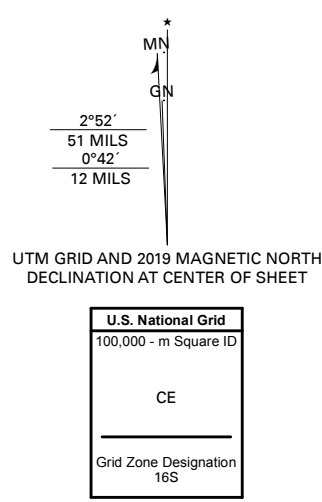 MN
GN
2°52´
51 MILS
0°42´
12 MILS
UTM GRID AND 2019 MAGNETIC NORTH
DECLINATION AT CENTER OF SHEET
U.S. National Grid
100,000 - m Square ID
CE
Grid Zone Designation
16S